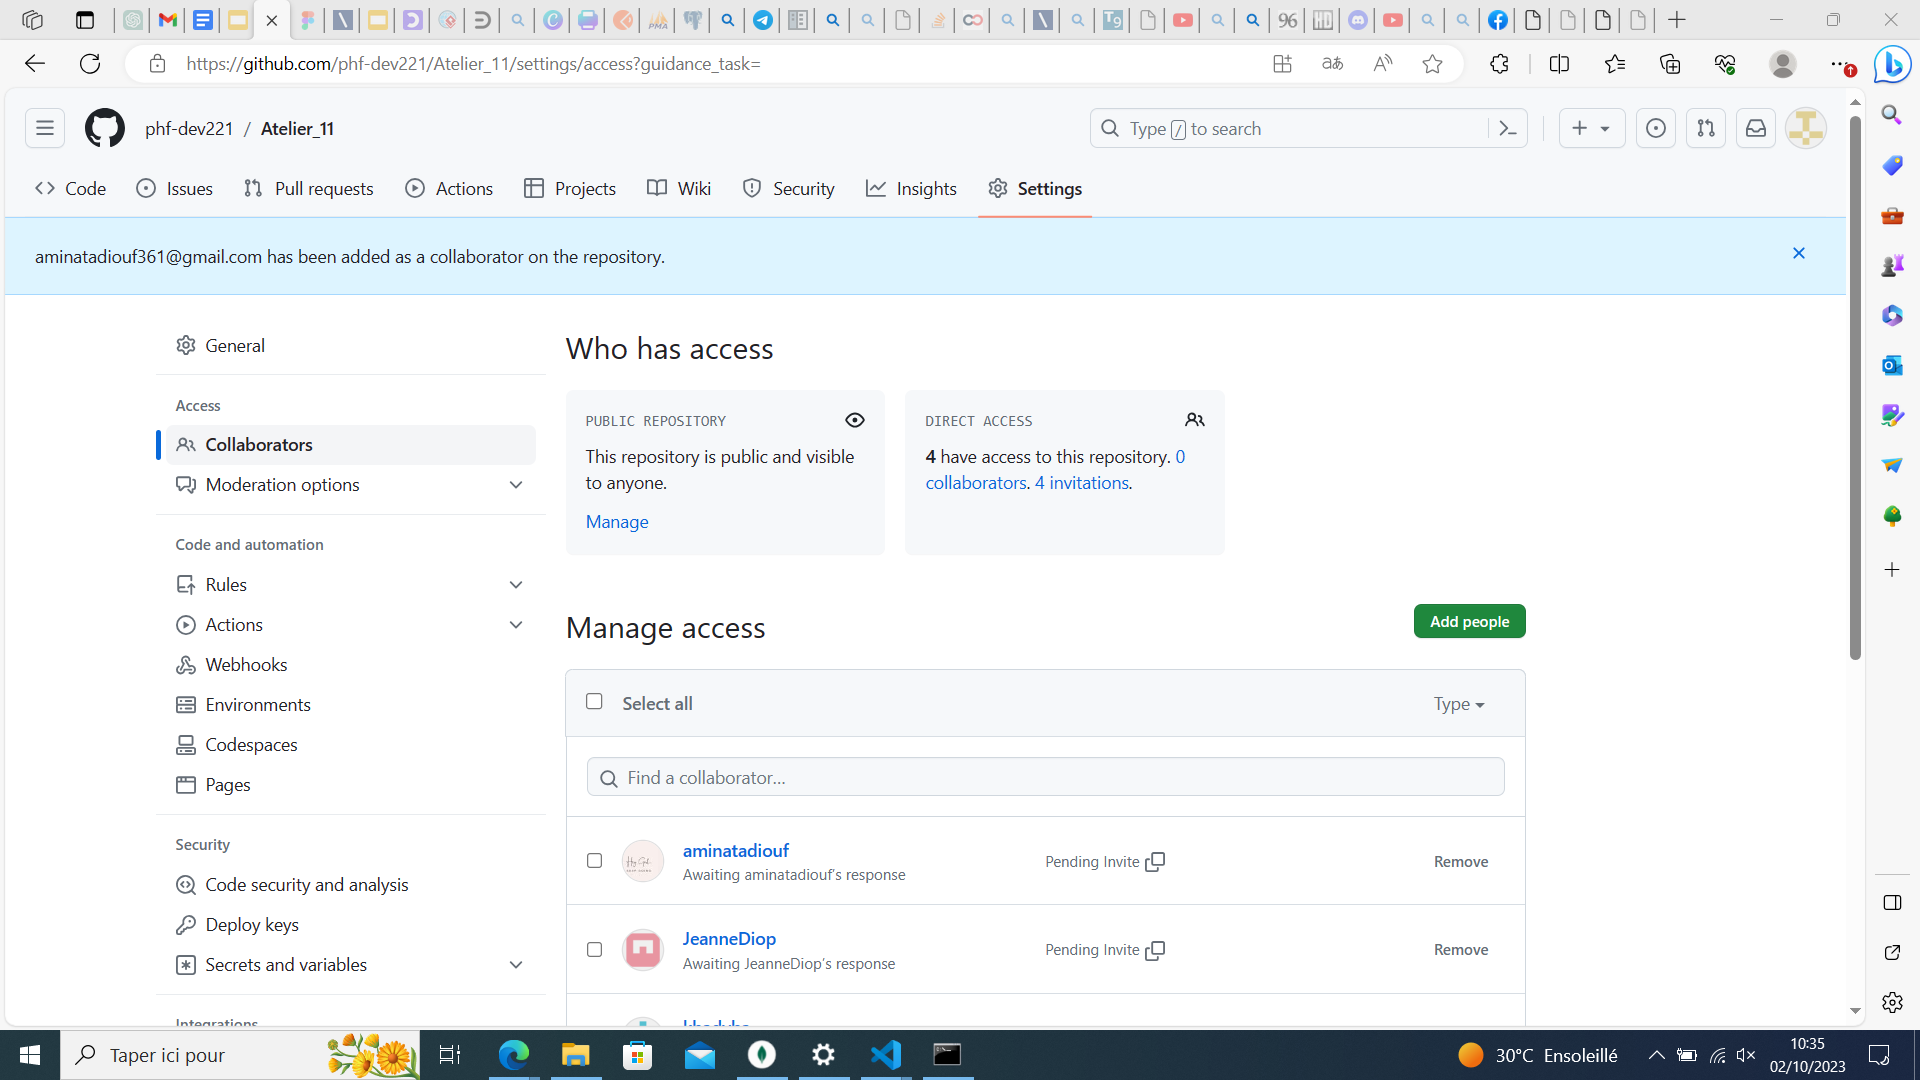 https://github.com/phf-dev221/Atelier_11/settings/access?guidance_task=
phf-dev221 / Atelier_11
Type / to search
Code
Issues
Pull requests
Actions
Projects
Wiki
Security
Insights
Settings
aminatadiouf361@gmail.com has been added as a collaborator on the repository.
General
Access
Collaborators
Moderation options
Code and automation
Rules
Actions
Webhooks
Environments
Codespaces
Pages
Security
Code security and analysis
Deploy keys
Secrets and variables
Integrations
Who has access
PUBLIC REPOSITORY
This repository is public and visible
to anyone.
Manage
DIRECT ACCESS
4 have access to this repository. 0
collaborators. 4 invitations.
Manage access
Add people
Select all
Type
Find a collaborator...
aminatadiouf
Awaiting aminatadiouf's response
Pending Invite
Remove
JeanneDiop
Awaiting JeanneDiop's response
Pending Invite
Remove
Taper ici pour
30°C Ensoleillé
10:35
02/10/2023